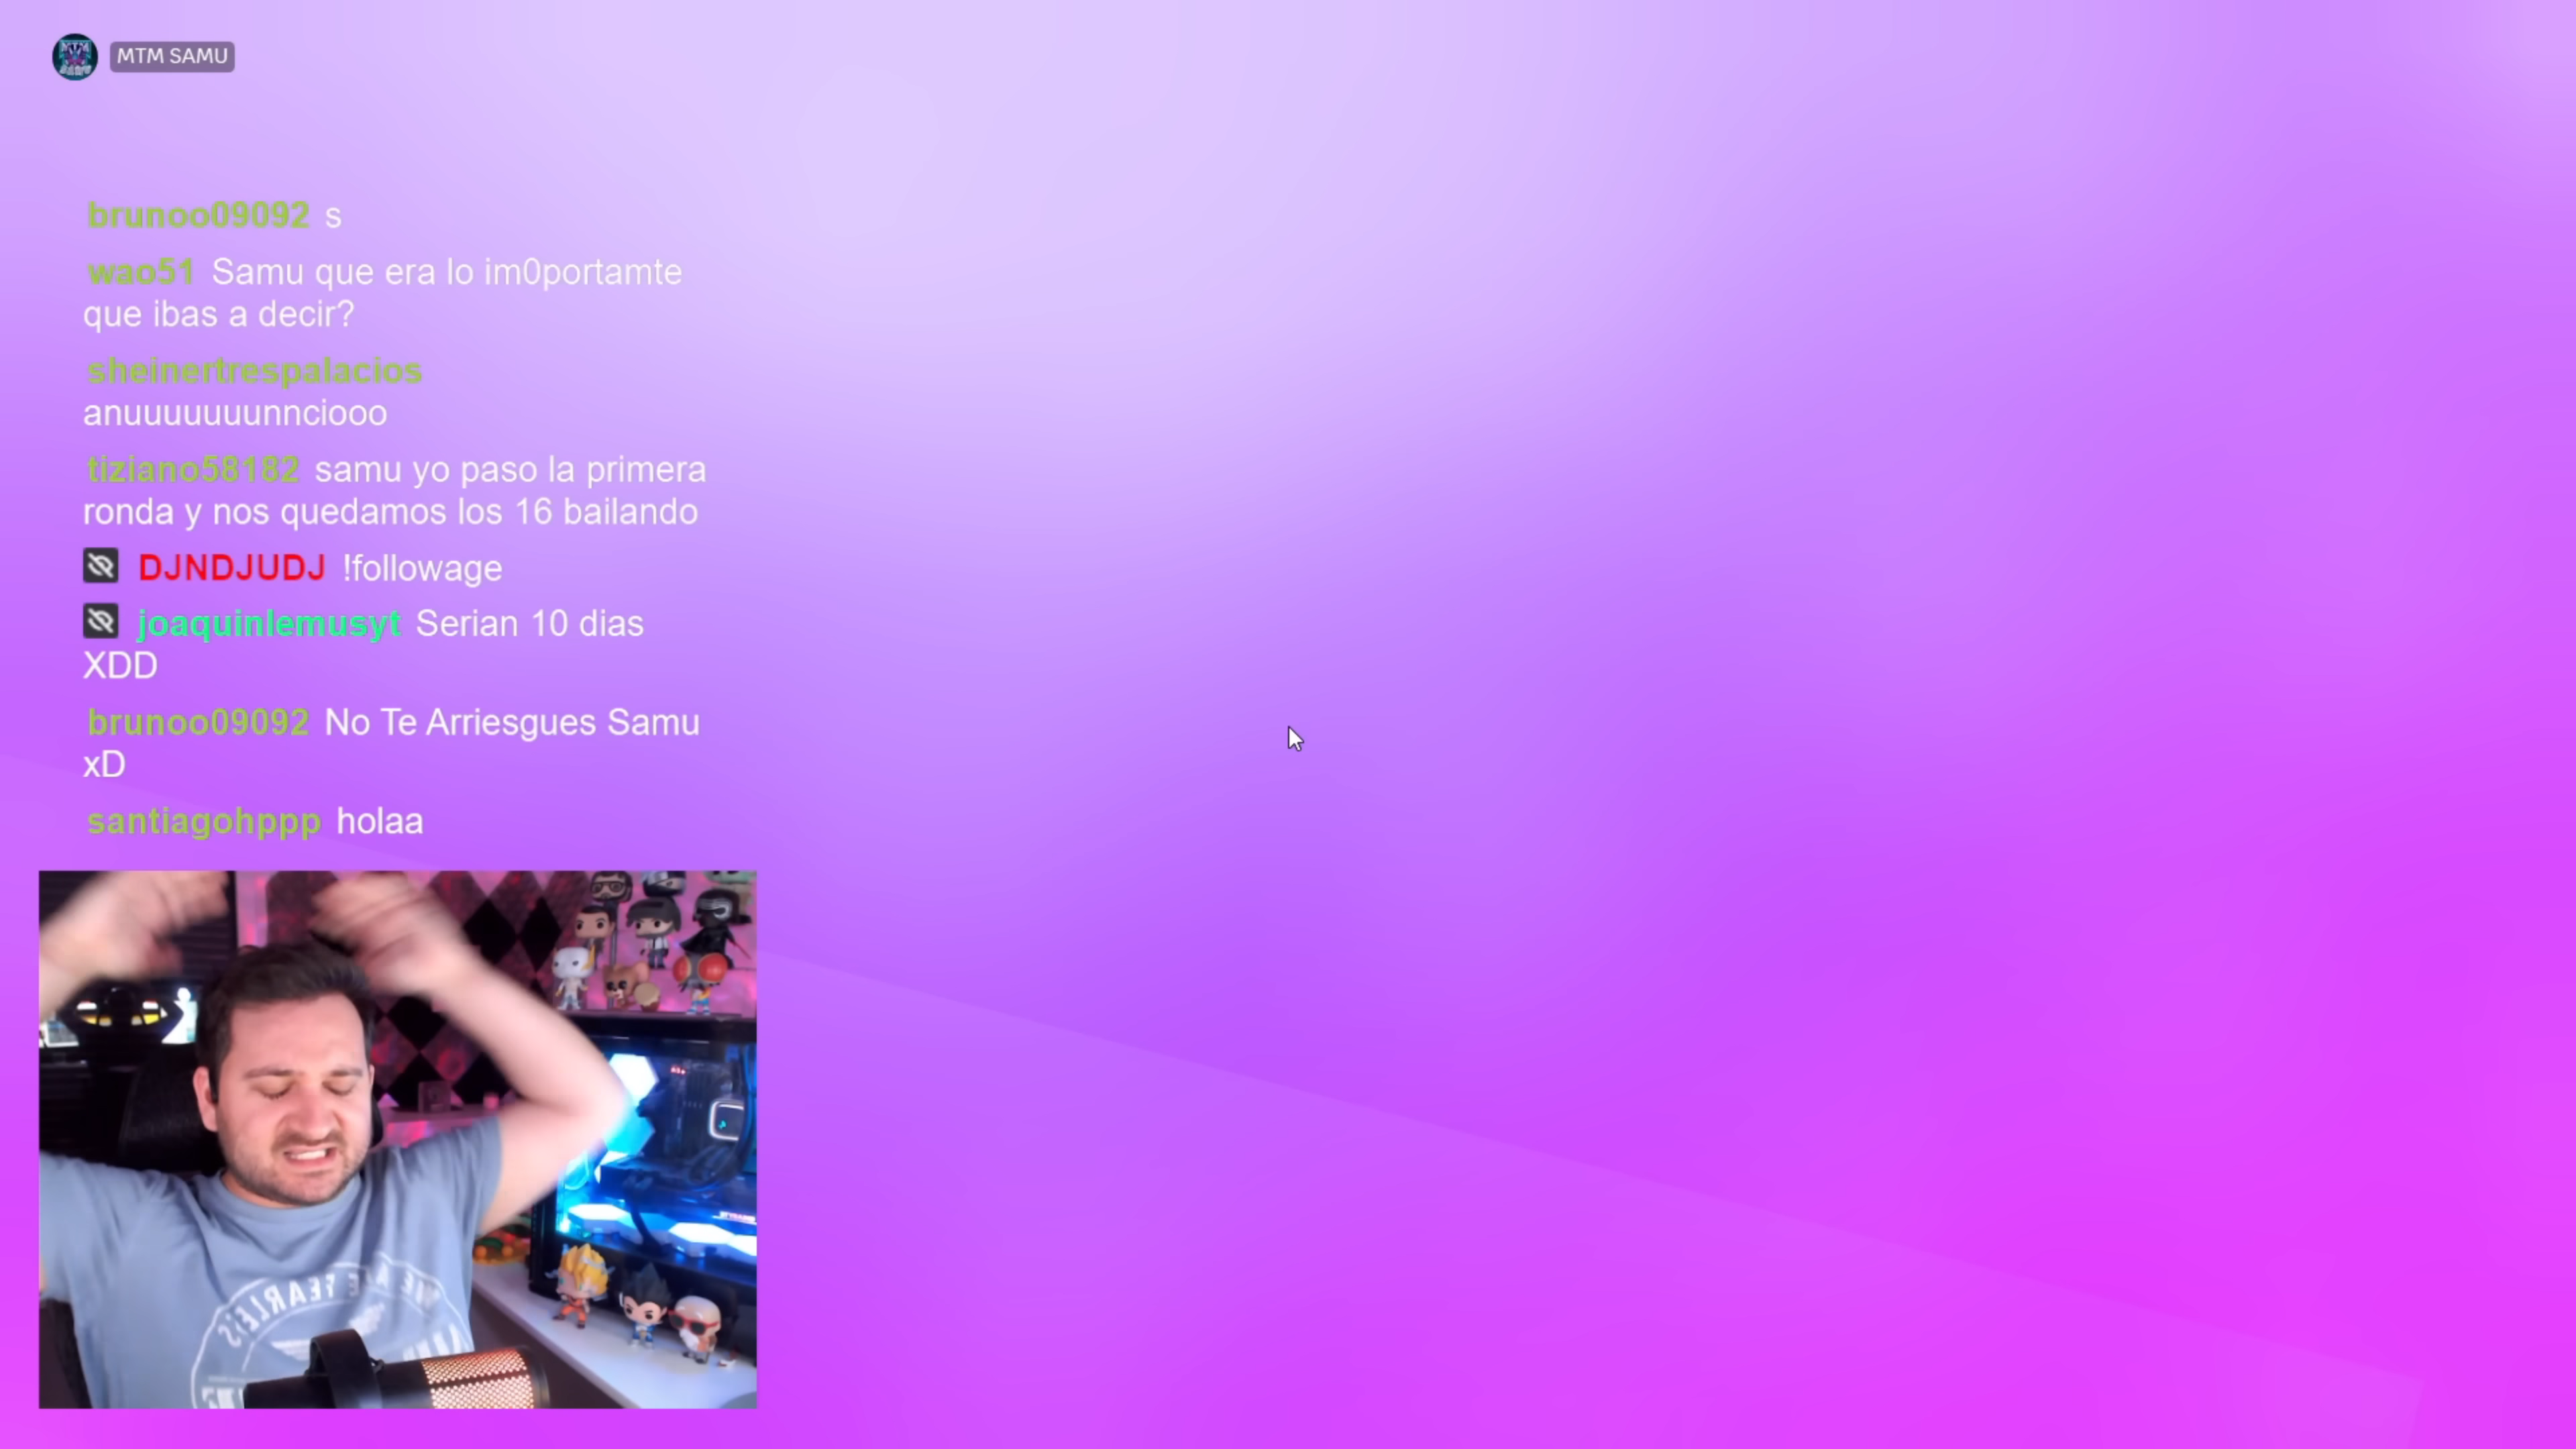 MTM SAMU
brunoo09092 s
wao51 Samu que era lo im0portamte
que ibas a decir?
sheinertrespalacios
anuuuuuuunnciooo
tiziano58182 samu yo paso la primera
ronda y nos quedamos los 16 bailando
DJNDJUDJ !followage
joaquinlemusyt Serian 10 dias
XDD
brunoo09092 No Te Arriesgues Samu
xD
santiagohppp holaa